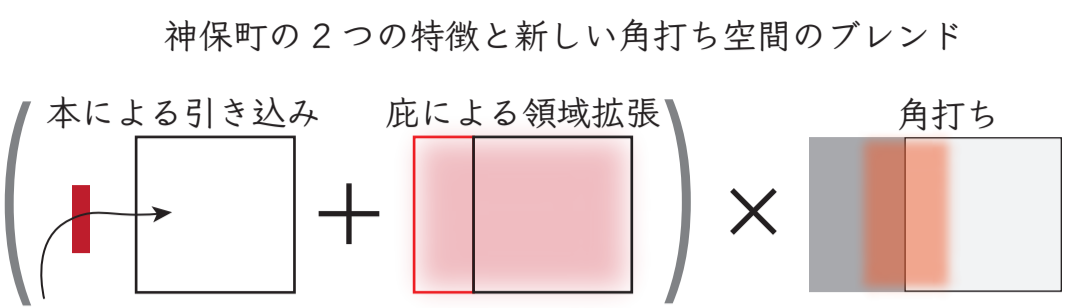 神保町の２つの特徴と新しい角打ち空間のブレンド
本による引き込み
庇による領域拡張
角打ち